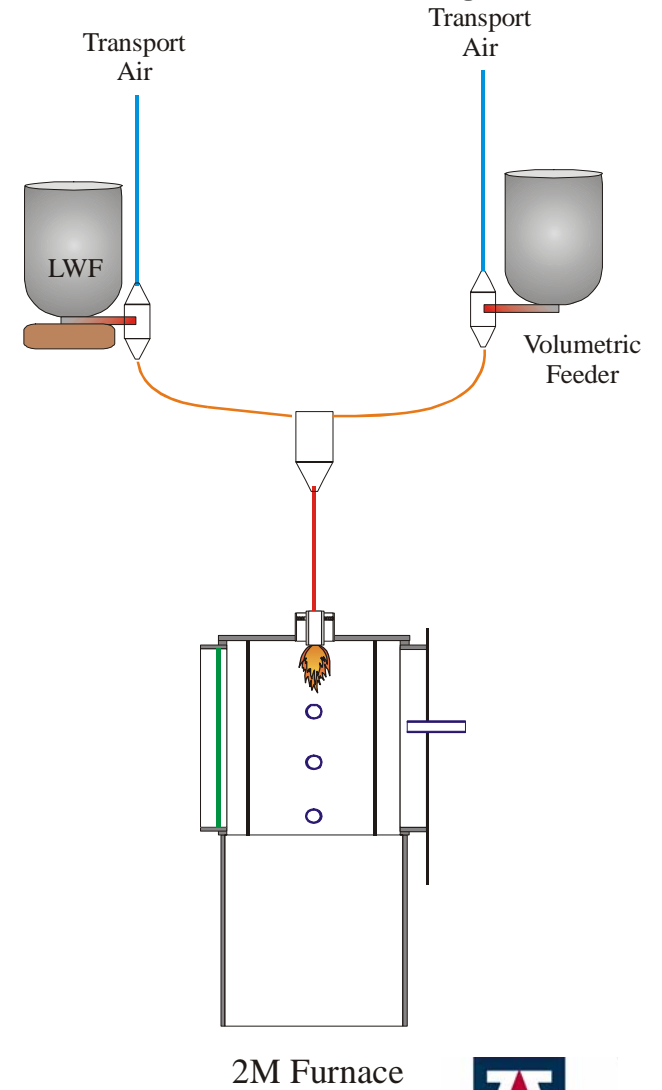 Transport
Air
Transport
Air
LWF
Volumetric
Feeder
2M Furnace